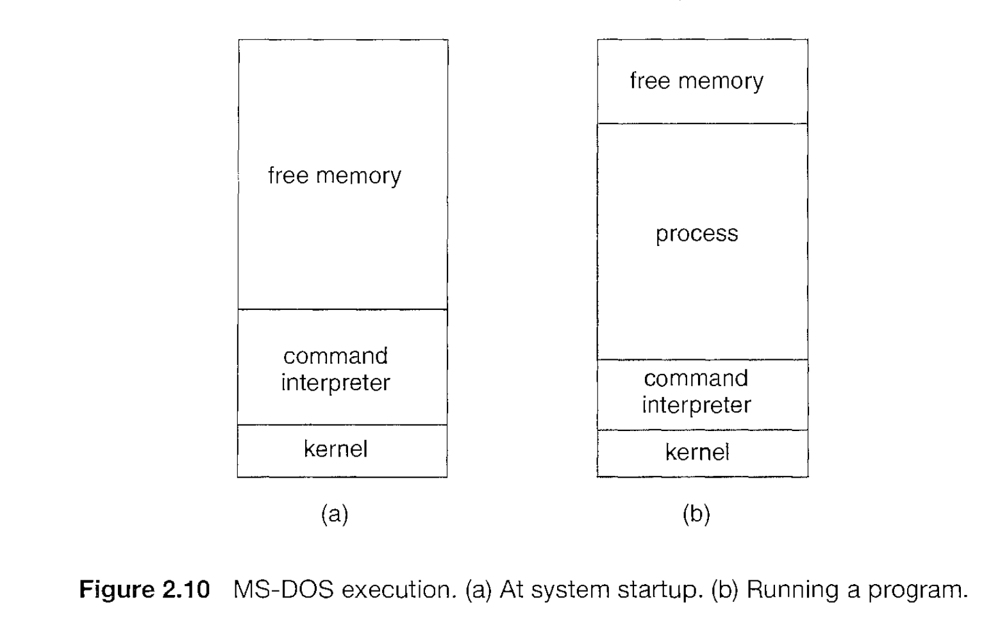 free memory
command
interpreter
kernel
(a)
free memory
process
command
interpreter
kernel
(b)
Figure 2.10 MS-DOS execution. (a) At system startup. (b) Running a program.